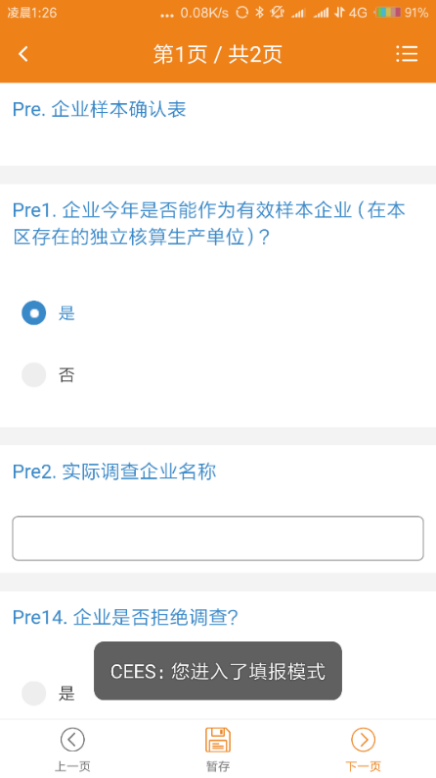 凌晨1:26 ... 0.08K/s 4G 91%
第1页 / 共2页
Pre. 企业样本确认表
Pre1. 企业今年是否能作为有效样本企业(在本
区存在的独立核算生产单位)?
是
否
Pre2. 实际调查企业名称
Pre14. 企业是否拒绝调查?
CEES: 您进入了填报模式
是
上一页 暂存 下一页